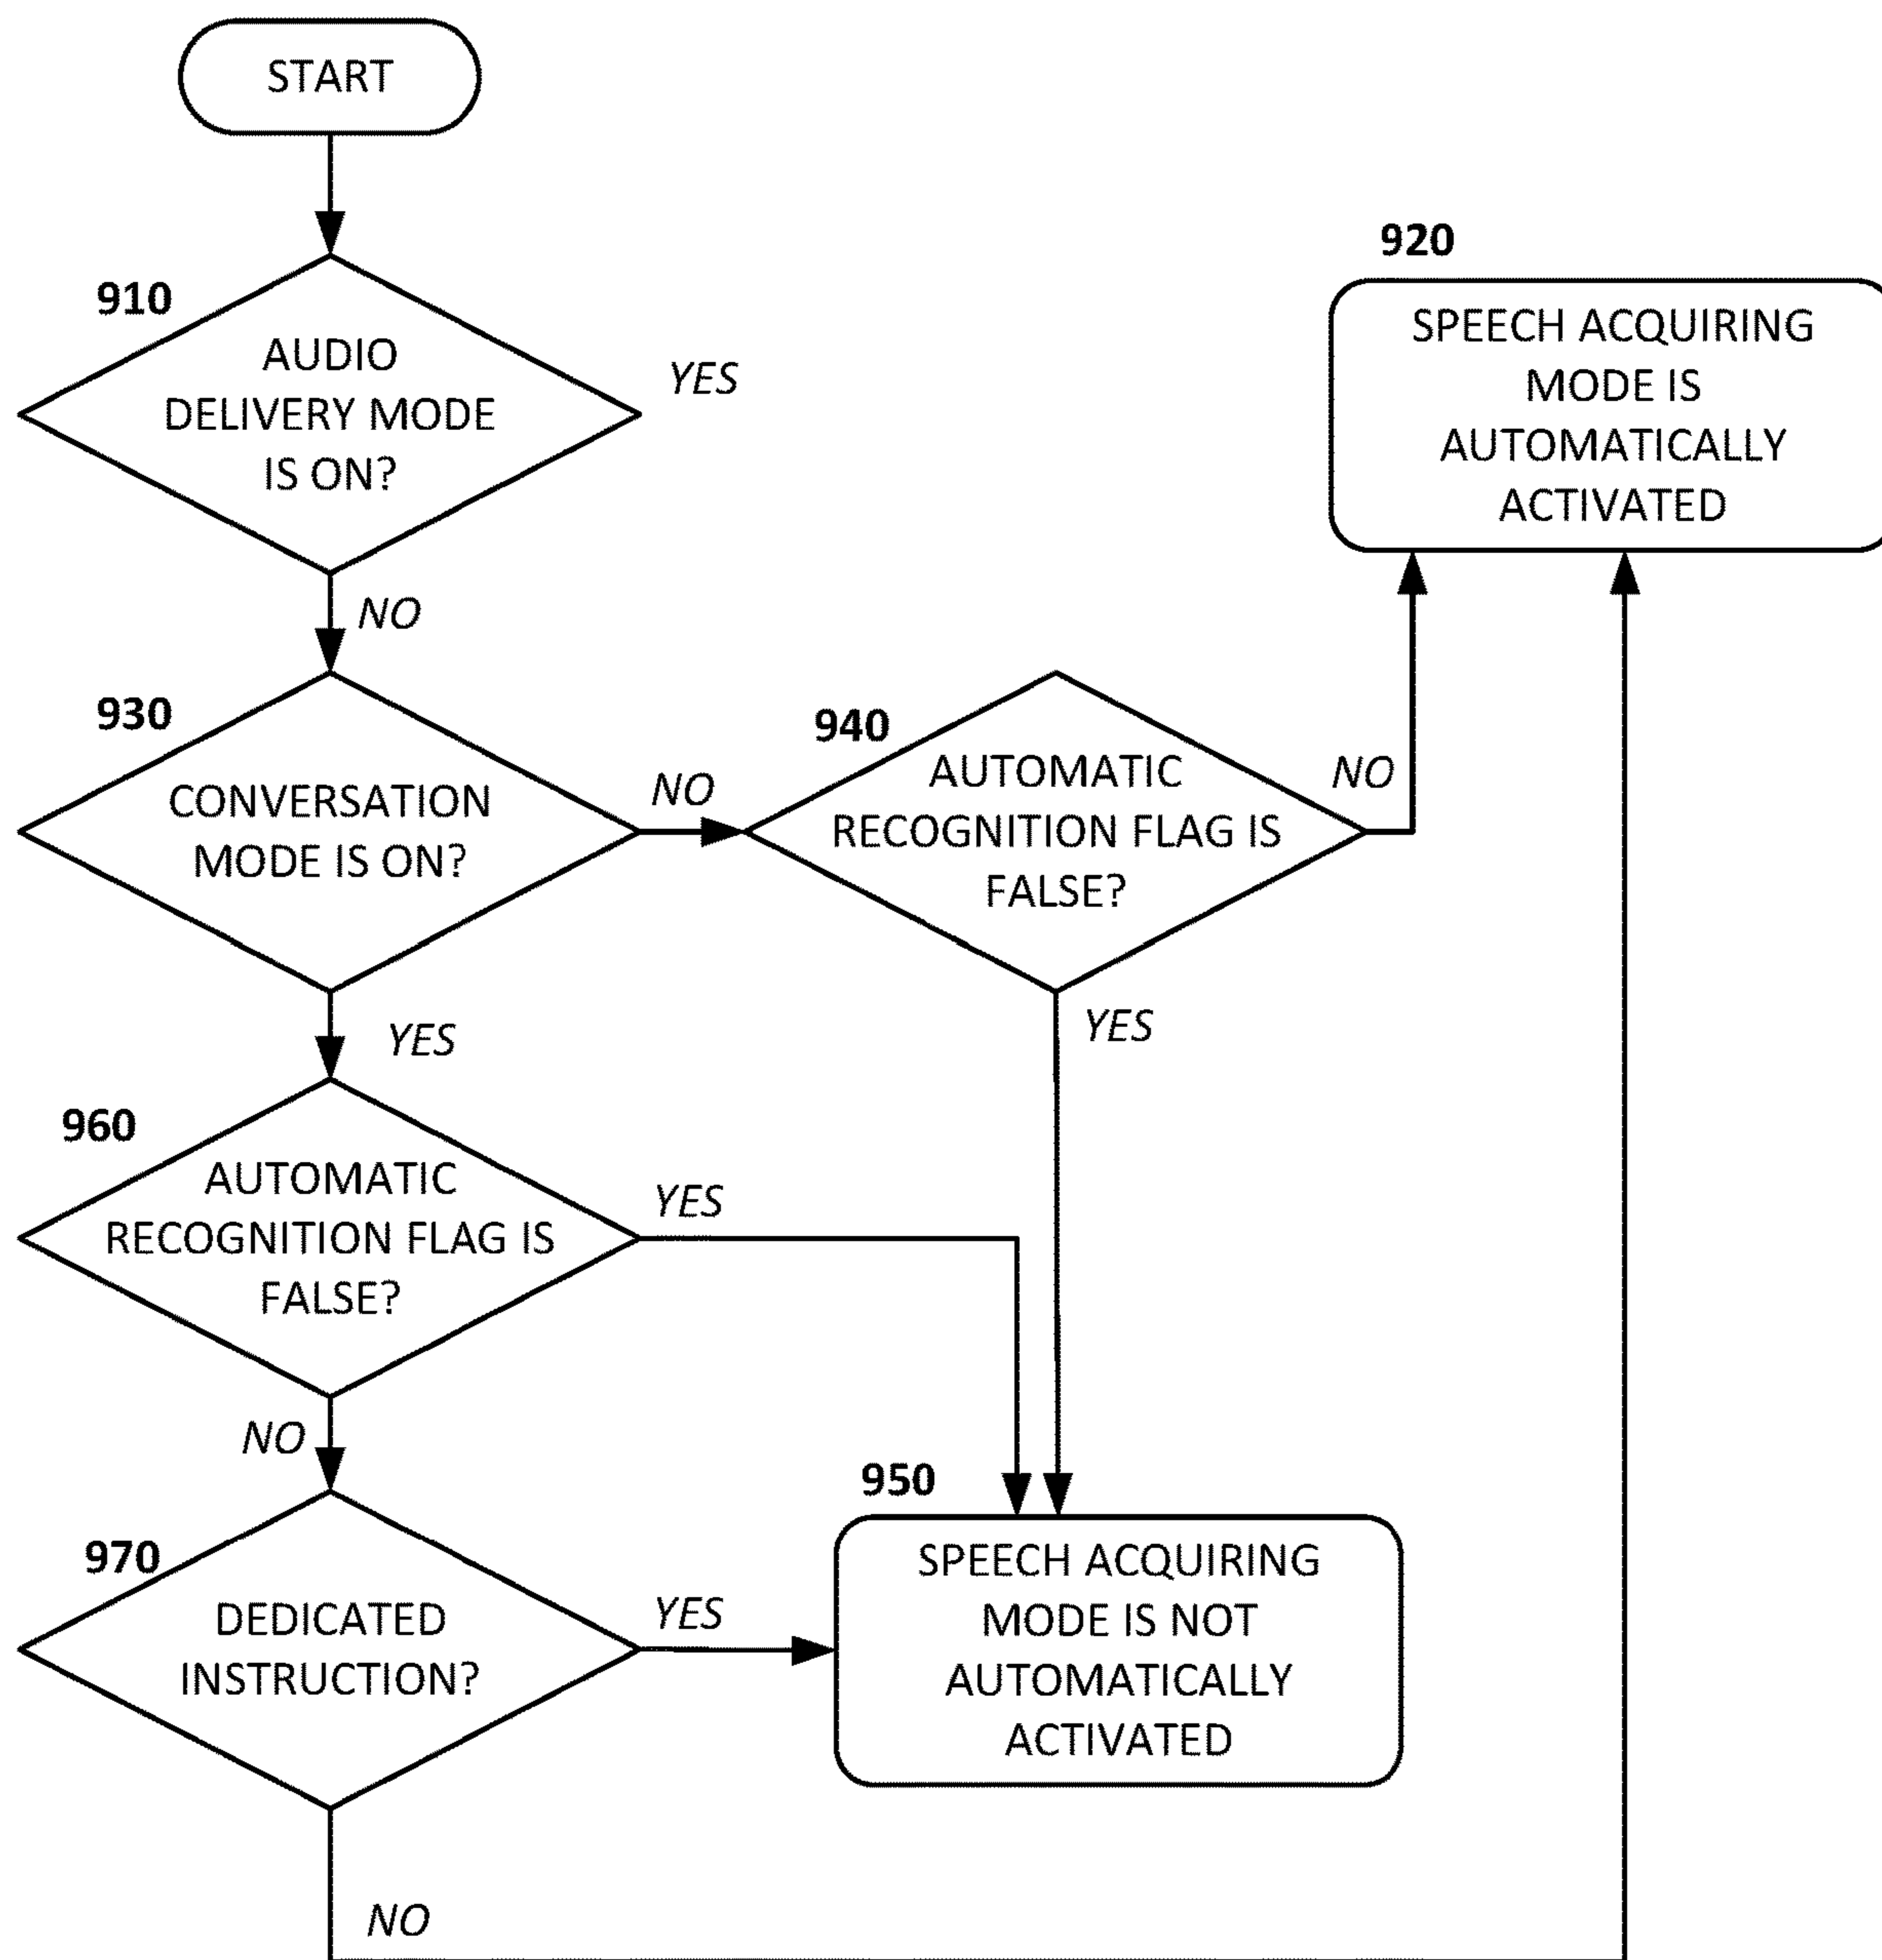 START
910
AUDIO
DELIVERY MODE
IS ON?
YES
NO
920
SPEECH ACQUIRING
MODE IS
AUTOMATICALLY
ACTIVATED
930
CONVERSATION
MODE IS ON?
NO
YES
940
AUTOMATIC
RECOGNITION FLAG IS
FALSE?
NO
YES
960
AUTOMATIC
RECOGNITION FLAG IS
FALSE?
YES
NO
970
DEDICATED
INSTRUCTION?
YES
NO
950
SPEECH ACQUIRING
MODE IS NOT
AUTOMATICALLY
ACTIVATED